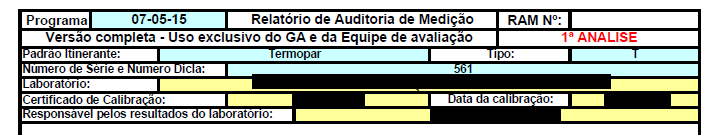 Programa 07-05-15 Relatório de Auditoria de Medição RAM Nº:
Versão completa - Uso exclusivo do GA e da Equipe de avaliação 1ª ANALISE
Padrão Itinerante: Termopar Tipo: T
Número de Série e Número Dicla: 561
Laboratório:
Certificado de Calibração: Data da calibração:
Responsável pelos resultados do laboratório: